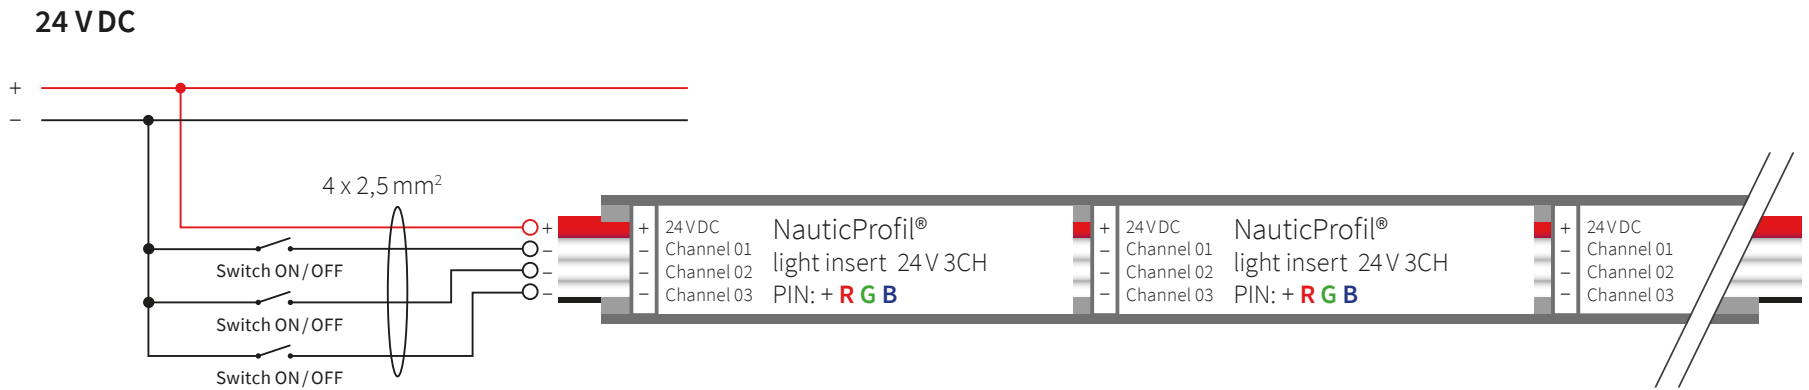 24 V DC
+
−
4 x 2,5 mm²
+
−
−
−
Switch ON / OFF
Switch ON / OFF
Switch ON / OFF
+ 24 V DC
− Channel 01
− Channel 02
− Channel 03
NauticProfil®
light insert 24 V 3CH
PIN: + R G B
+ 24 V DC
− Channel 01
− Channel 02
− Channel 03
NauticProfil®
light insert 24 V 3CH
PIN: + R G B
+ 24 V DC
− Channel 01
− Channel 02
− Channel 03